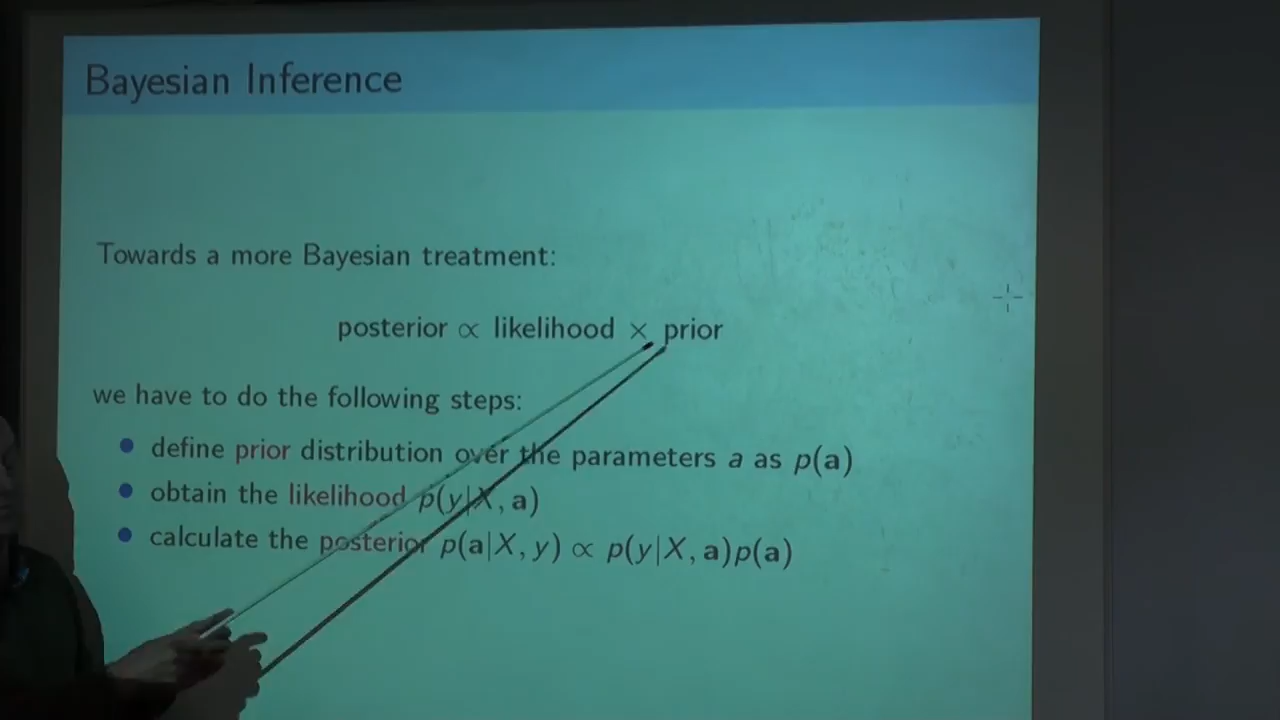 Bayesian Inference
Towards a more Bayesian treatment:
posterior ∝ likelihood × prior
we have to do the following steps:
• define prior distribution over the parameters a as p(a)
• obtain the likelihood p(y|X, a)
• calculate the posterior p(a|X, y) ∝ p(y|X, a)p(a)